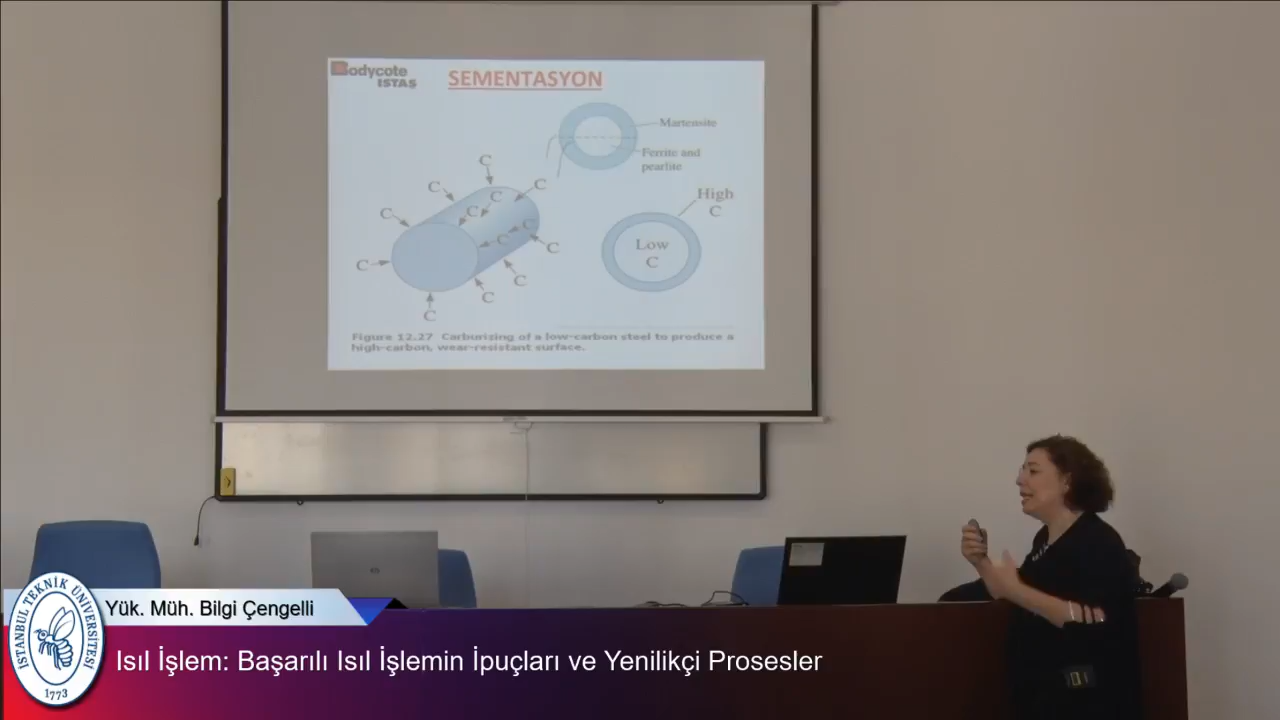 Bodycote
ISTAŞ
SEMENTASYON
Martensite
Ferrite and
pearlite
C
C
C
C
C
C
C
C
C
C
C
C
C
C
High
C
Low
C
Figure 12.27 Carburizing of a low-carbon steel to produce a
high-carbon, wear-resistant surface.
İSTANBUL TEKNİK ÜNİVERSİTESİ
1773
Yük. Müh. Bilgi Çengelli
Isıl İşlem: Başarılı Isıl İşlemin İpuçları ve Yenilikçi Prosesler